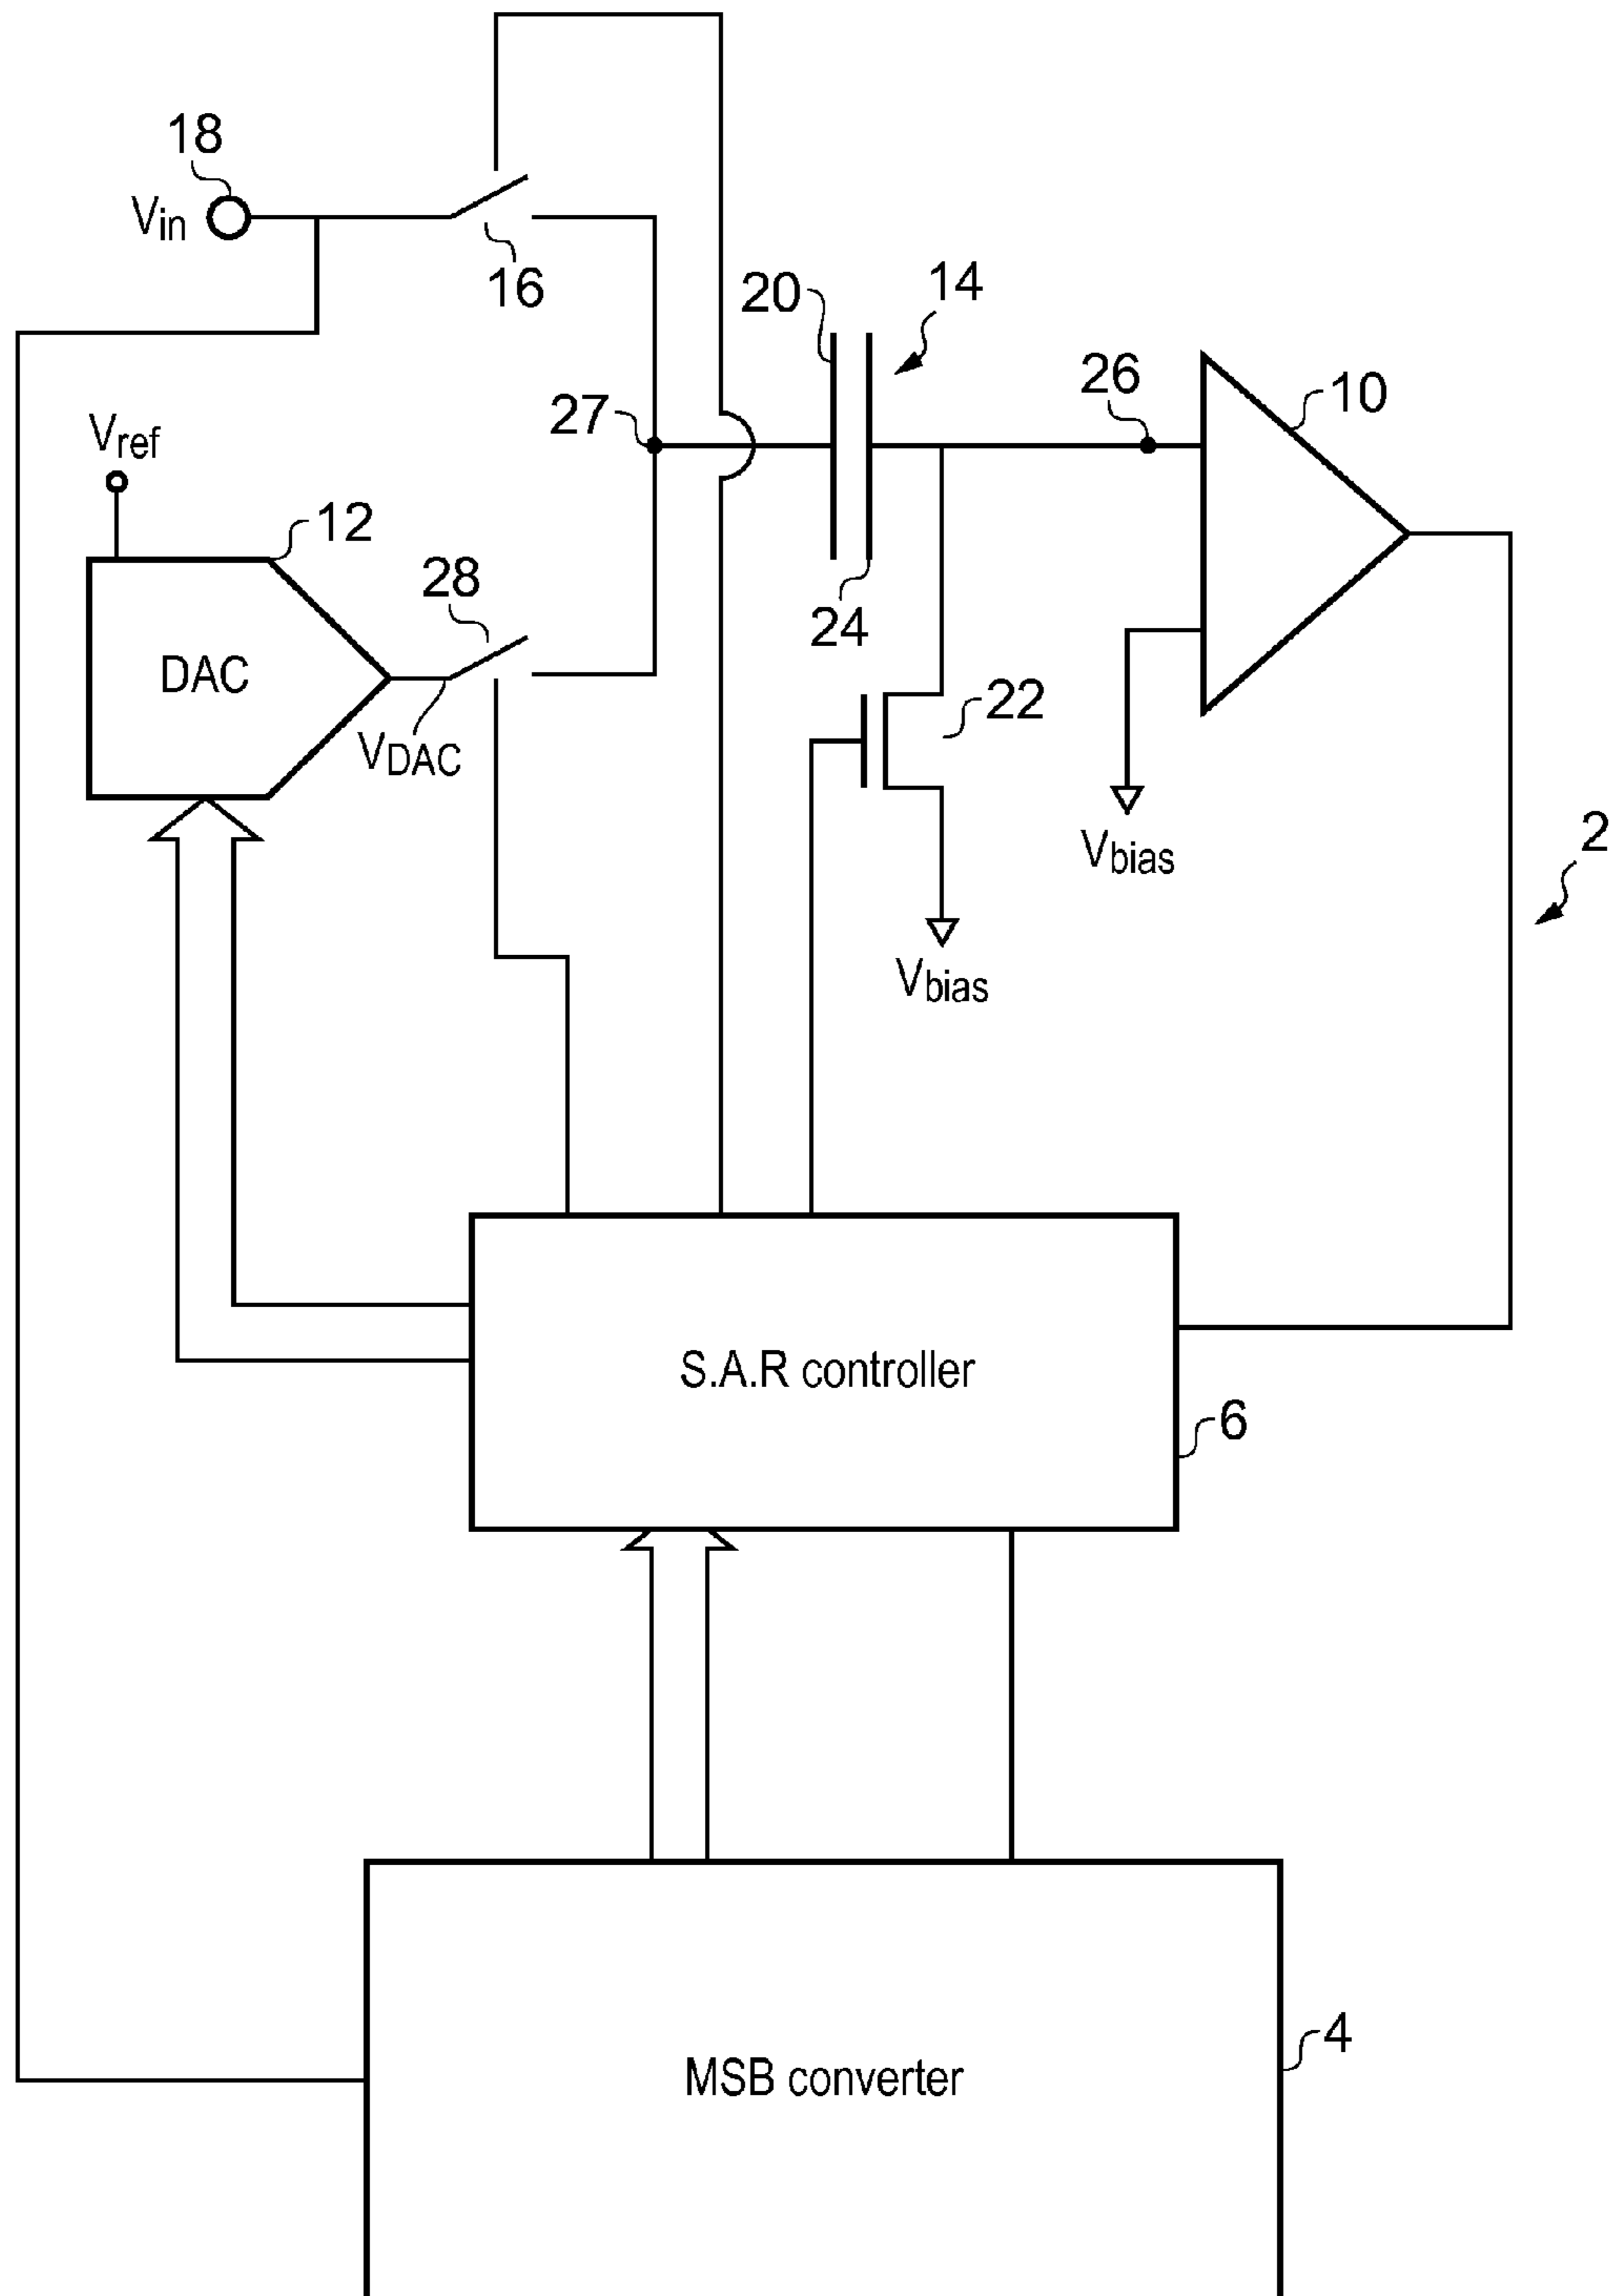 18
Vin
16
20
14
27
26
10
Vref
12
28
24
DAC
VDAC
22
Vbias
2
Vbias
S.A.R controller
6
4
MSB converter